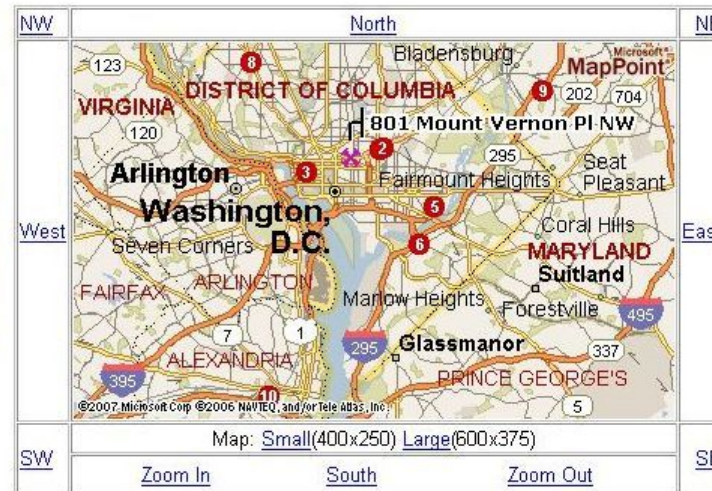 NW
North
123
8
Bladensburg
Microsoft®
MapPoint®
DISTRICT OF COLUMBIA
9
202
704
VIRGINIA
120
801 Mount Vernon Pl NW
2
295
Seat
Pleasant
Arlington
3
Fairmount Heights
Washington,
D.C.
5
West
Seven Corners
6
Coral Hills
MARYLAND
Suitland
FAIRFAX
ARLINGTON
Marlow Heights
Forestville
495
7
1
295
Glassmanor
337
ALEXANDRIA
395
10
PRINCE GEORGE'S
5
©2007 Microsoft Corp ©2006 NAVTEQ, and/or Tele Atlas, Inc.
SW
Map: Small(400x250) Large(600x375)
Zoom In
South
Zoom Out